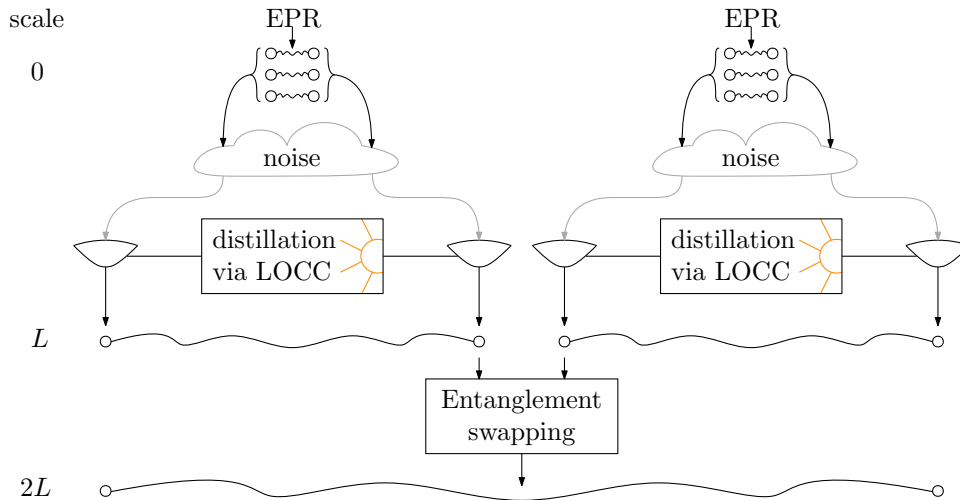 scale
EPR
EPR
0
noise
noise
distillation
via LOCC
distillation
via LOCC
L
Entanglement
swapping
2L